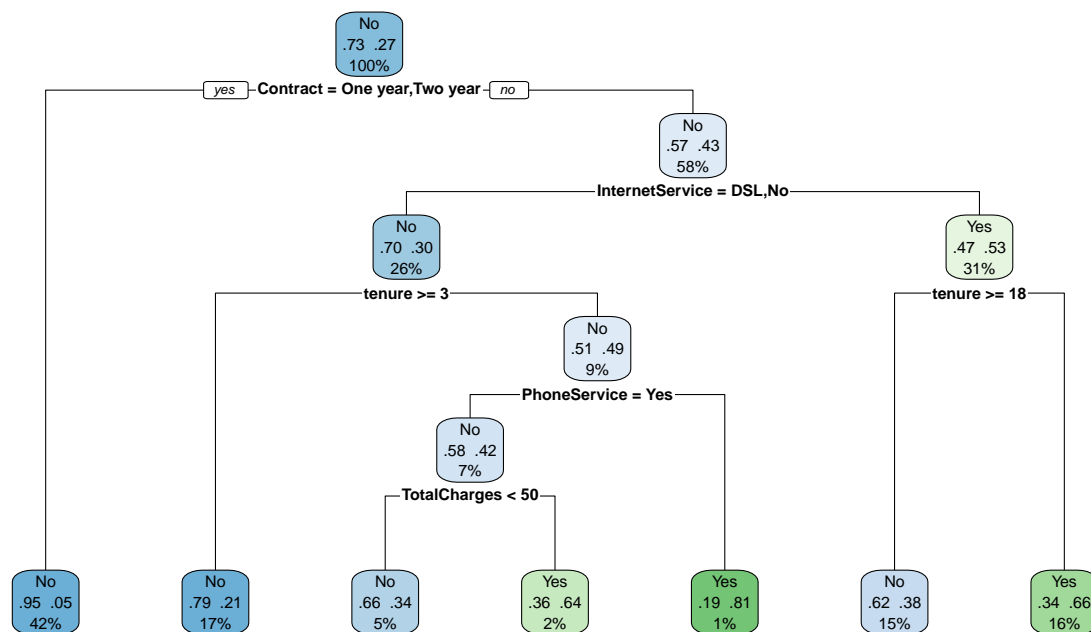 No
.73 .27
100%
yes Contract = One year,Two year no
No
.57 .43
58%
InternetService = DSL,No
No
.70 .30
26%
Yes
.47 .53
31%
tenure >= 3
tenure >= 18
No
.51 .49
9%
PhoneService = Yes
No
.58 .42
7%
TotalCharges < 50
No
.95 .05
42%
No
.79 .21
17%
No
.66 .34
5%
Yes
.36 .64
2%
Yes
.19 .81
1%
No
.62 .38
15%
Yes
.34 .66
16%